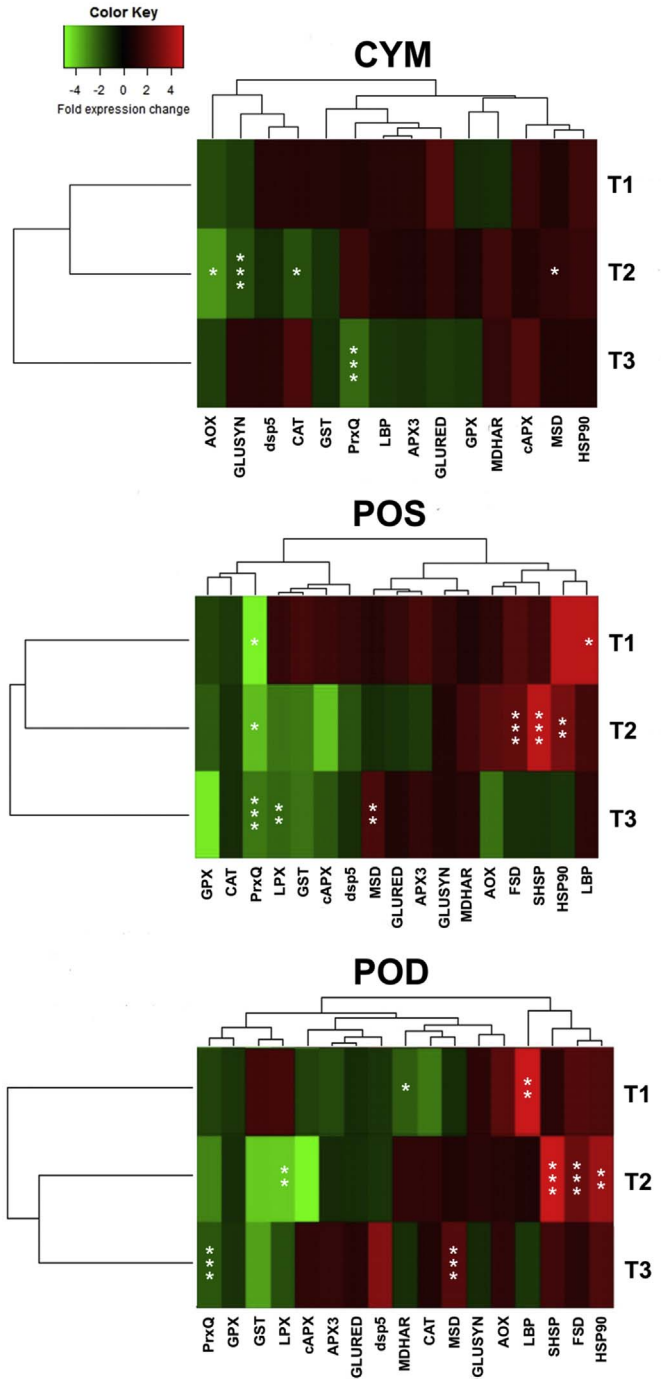 Color Key
-4 -2 0 2 4
Fold expression change
CYM
T1
* *** * * T2
*** T3
AOX GLUSYN dsp5 CAT GST PrxQ LBP APX3 GLURED GPX MDHAR cAPX MSD HSP90
POS
* * T1
* *** *** ** T2
*** ** ** T3
GPX CAT PrxQ LPX GST cAPX dsp5 MSD GLURED APX3 GLUSYN MDHAR AOX FSD SHSP HSP90 LBP
POD
* ** T1
** *** *** ** T2
*** *** T3
PrxQ GPX GST LPX cAPX APX3 GLURED dsp5 MDHAR CAT MSD GLUSYN AOX LBP SHSP FSD HSP90